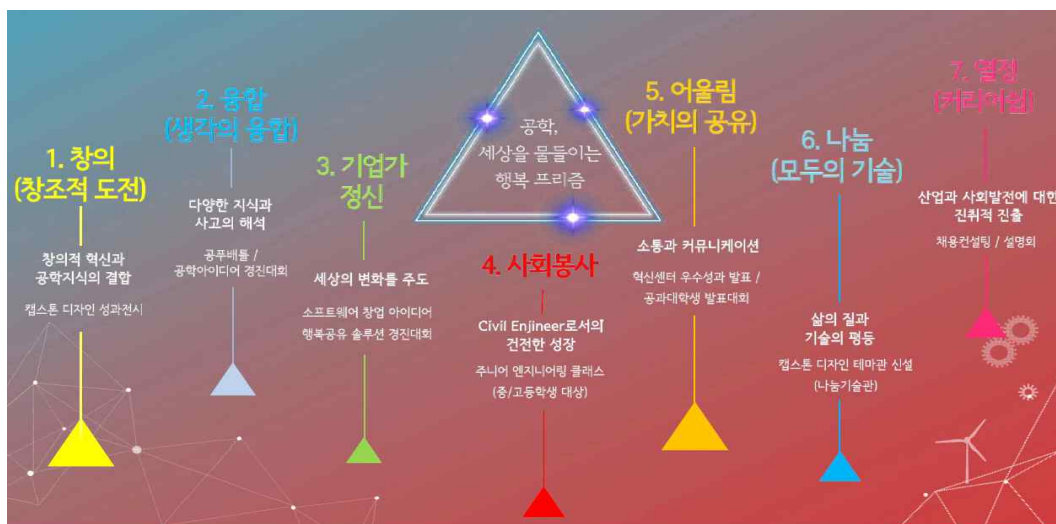 공학,
세상을 물들이는
행복 프리즘
1. 창의
(창조적 도전)
창의적 혁신과
공학지식의 결합
캡스톤 디자인 성과전시
2. 융합
(생각의 융합)
다양한 지식과
사고의 해석
공푸배틀 /
공학아이디어 경진대회
3. 기업가
정신
세상의 변화를 주도
소프트웨어 창업 아이디어
행복공유 솔루션 경진대회
4. 사회봉사
Civil Enjineer로서의
건전한 성장
주니어 엔지니어링 클래스
(중/고등학생 대상)
5. 어울림
(가치의 공유)
소통과 커뮤니케이션
혁신센터 우수성과 발표 /
공과대학생 발표대회
6. 나눔
(모두의 기술)
삶의 질과
기술의 평등
캡스톤 디자인 테마관 신설
(나눔기술관)
7. 열정
(커리어쉽)
산업과 사회발전에 대한
진취적 진출
채용컨설팅 / 설명회